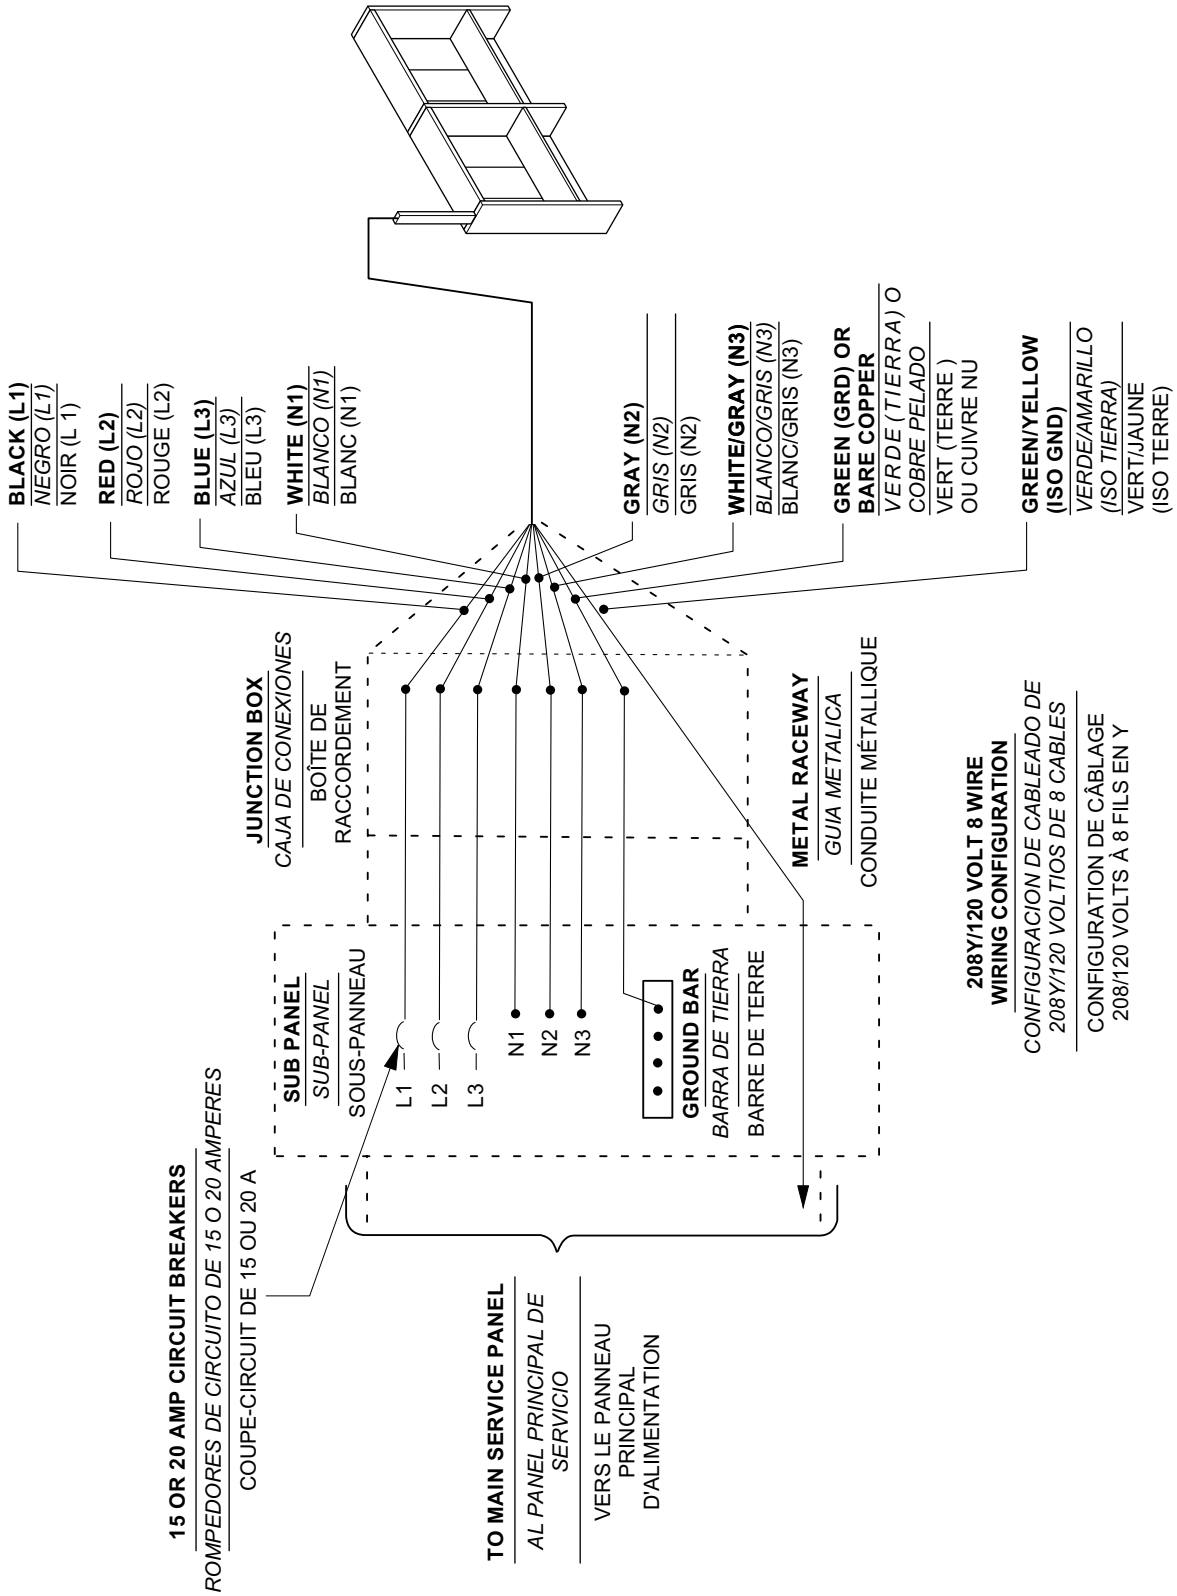 15 OR 20 AMP CIRCUIT BREAKERS
ROMPEDORES DE CIRCUITO DE 15 O 20 AMPERES
COUPE-CIRCUIT DE 15 OU 20 A
TO MAIN SERVICE PANEL
AL PANEL PRINCIPAL DE
SERVICIO
VERS LE PANNEAU
PRINCIPAL
D'ALIMENTATION
SUB PANEL
SUB-PANEL
SOUS-PANNEAU
L1
L2
L3
N1
N2
N3
GROUND BAR
BARRA DE TIERRA
BARRE DE TERRE
JUNCTION BOX
CAJA DE CONEXIONES
BOÎTE DE
RACCORDEMENT
METAL RACEWAY
GUIA METALICA
CONDUITE MÉTALLIQUE
BLACK (L1)
NEGRO (L1)
NOIR (L 1)
RED (L2)
ROJO (L2)
ROUGE (L2)
BLUE (L3)
AZUL (L3)
BLEU (L3)
WHITE (N1)
BLANCO (N1)
BLANC (N1)
GRAY (N2)
GRIS (N2)
GRIS (N2)
WHITE/GRAY (N3)
BLANCO/GRIS (N3)
BLANC/GRIS (N3)
GREEN (GRD) OR
BARE COPPER
VERDE (TIERRA) O
COBRE PELADO
VERT (TERRE )
OU CUIVRE NU
GREEN/YELLOW
(ISO GND)
VERDE/AMARILLO
(ISO TIERRA)
VERT/JAUNE
(ISO TERRE)
208Y/120 VOLT 8 WIRE
WIRING CONFIGURATION
CONFIGURACION DE CABLEADO DE
208Y/120 VOLTIOS DE 8 CABLES
CONFIGURATION DE CÂBLAGE
208/120 VOLTS À 8 FILS EN Y